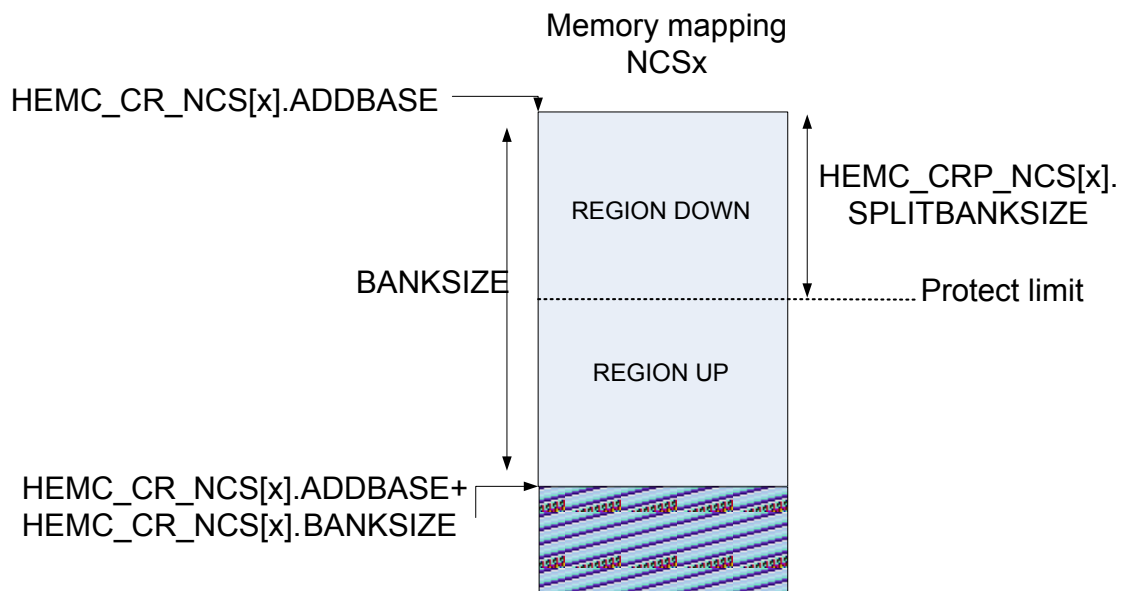 Memory mapping
NCSx
HEMC_CR_NCS[x].ADDBASE
HEMC_CRP_NCS[x].
SPLITBANKSIZE
REGION DOWN
BANKSIZE
Protect limit
REGION UP
HEMC_CR_NCS[x].ADDBASE+
HEMC_CR_NCS[x].BANKSIZE